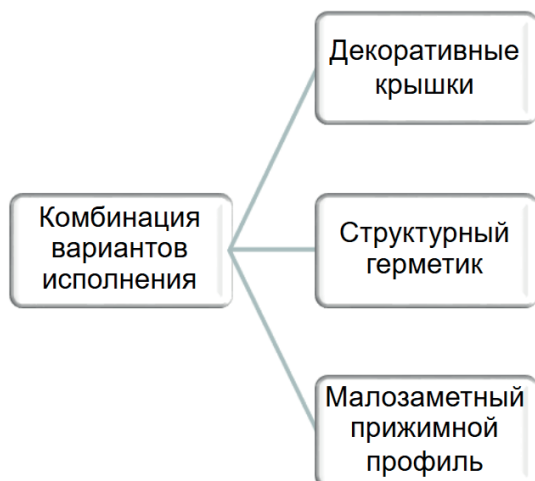 Декоративные
крышки
Комбинация
вариантов
исполнения
Структурный
герметик
Малозаметный
прижимной
профиль